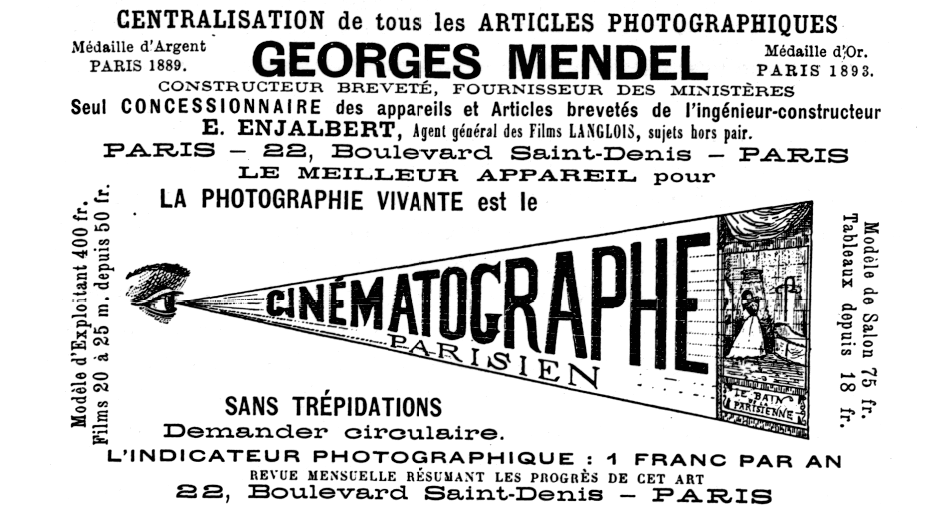 CENTRALISATION de tous les ARTICLES PHOTOGRAPHIQUES
Médaille d'Argent
PARIS 1889.
GEORGES MENDEL
Médaille d'Or.
PARIS 1893.
CONSTRUCTEUR BREVETÉ, FOURNISSEUR DES MINISTÈRES
Seul CONCESSIONNAIRE des appareils et Articles brevetés de l'ingénieur-constructeur
E. ENJALBERT, Agent général des Films LANGLOIS, sujets hors pair.
PARIS – 22, Boulevard Saint-Denis – PARIS
LE MEILLEUR APPAREIL pour
LA PHOTOGRAPHIE VIVANTE est le
Modèle d'Exploitant 400 fr.
Films 20 à 25 m. depuis 50 fr.
CINÉMATOGRAPHE
PARISIEN
LE BAIN
DE LA
PARISIENNE
Modèle de Salon 75 fr.
Tableaux depuis 18 fr.
SANS TRÉPIDATIONS
Demander circulaire.
L'INDICATEUR PHOTOGRAPHIQUE : 1 FRANC PAR AN
REVUE MENSUELLE RÉSUMANT LES PROGRÈS DE CET ART
22, Boulevard Saint-Denis – PARIS